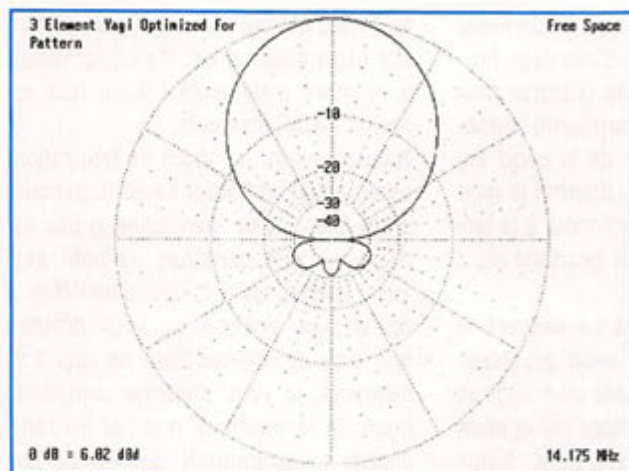 3 Element Yagi Optimized For
Pattern
Free Space
-10
-20
-30
-40
0 dB = 6.02 dBd
14.175 MHz